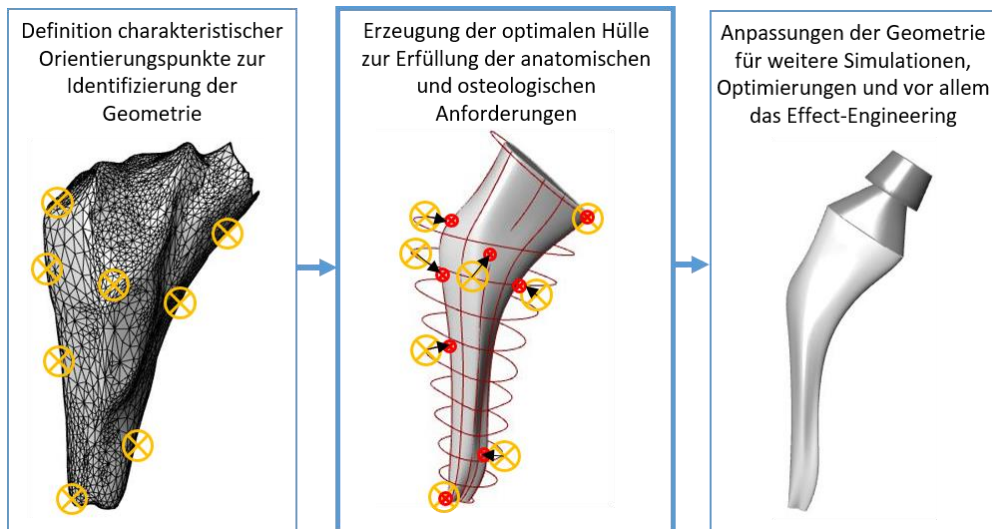 Definition charakteristischer
Orientierungspunkte zur
Identifizierung der
Geometrie
Erzeugung der optimalen Hülle
zur Erfüllung der anatomischen
und osteologischen
Anforderungen
Anpassungen der Geometrie
für weitere Simulationen,
Optimierungen und vor allem
das Effect-Engineering